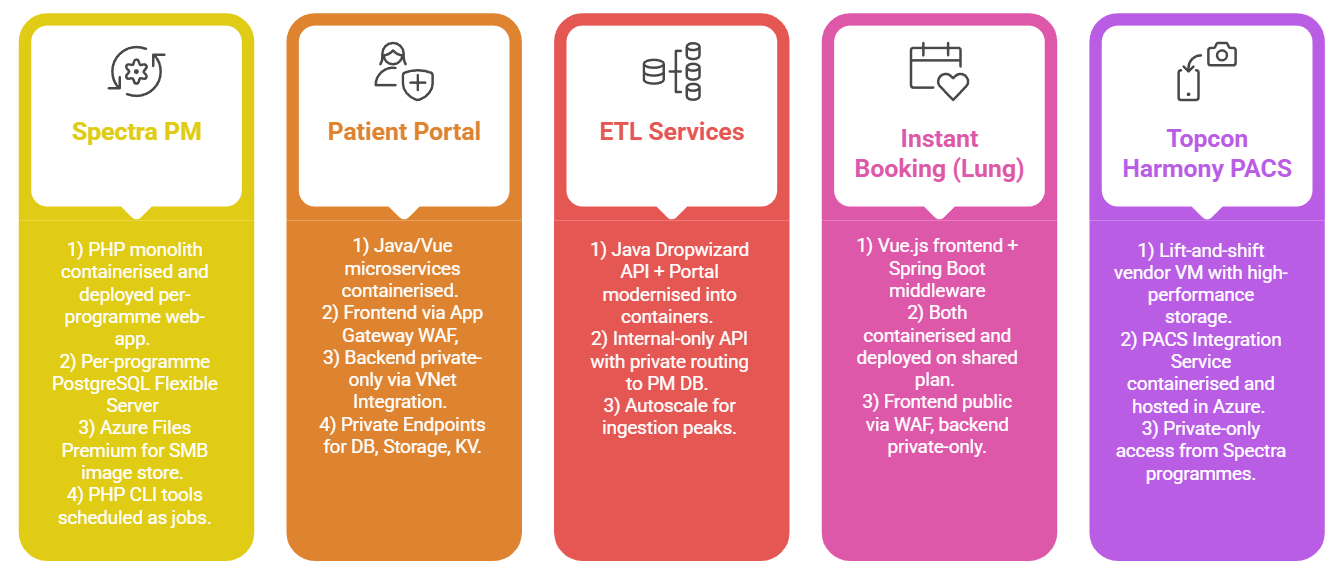 Spectra PM
1) PHP monolith
containerised and
deployed per-
programme web-
app.
2) Per-programme
PostgreSQL Flexible
Server
3) Azure Files
Premium for SMB
image store.
4) PHP CLI tools
scheduled as jobs.
Patient Portal
1) Java/Vue
microservices
containerised.
2) Frontend via App
Gateway WAF,
3) Backend private-
only via VNet
Integration.
4) Private Endpoints
for DB, Storage, KV.
ETL Services
1) Java Dropwizard
API + Portal
modernised into
containers.
2) Internal-only API
with private routing
to PM DB.
3) Autoscale for
ingestion peaks.
Instant
Booking (Lung)
1) Vue.js frontend +
Spring Boot
middleware
2) Both
containerised and
deployed on shared
plan.
3) Frontend public
via WAF, backend
private-only.
Topcon
Harmony PACS
1) Lift-and-shift
vendor VM with high-
performance
storage.
2) PACS Integration
Service
containerised and
hosted in Azure.
3) Private-only
access from Spectra
programmes.